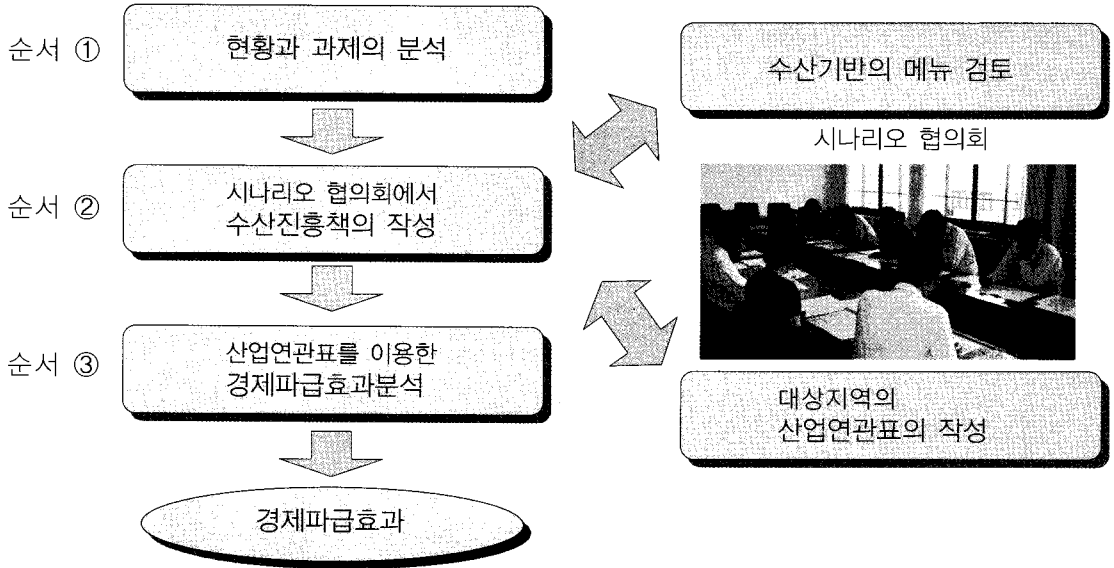 순서 ①
현황과 과제의 분석
순서 ②
시나리오 협의회에서
수산진흥책의 작성
순서 ③
산업연관표를 이용한
경제파급효과분석
경제파급효과
수산기반의 메뉴 검토
시나리오 협의회
대상지역의
산업연관표의 작성